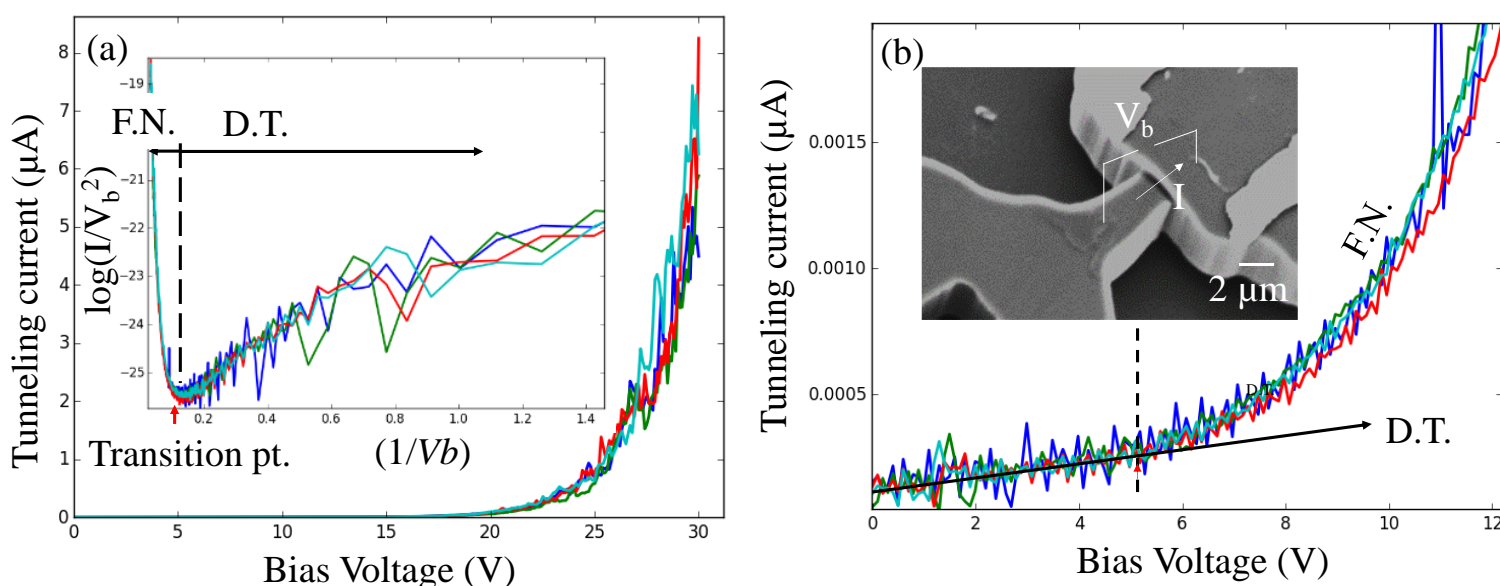 (a)
8
7
6
5
4
3
2
1
0
0 5 10 15 20 25 30
Tunneling current (µA)
Bias Voltage (V)
−19
F.N. D.T.
−21
−22
−23
−24
−25
log(I/V_b^2)
0.2 0.4 0.6 0.8 1.0 1.2 1.4
Transition pt. (1/Vb)
(b)
0.0015
0.0010
0.0005
Tunneling current (µA)
V_b
I
2 µm
F.N.
D.T.
D.T.
0 2 4 6 8 10 12
Bias Voltage (V)